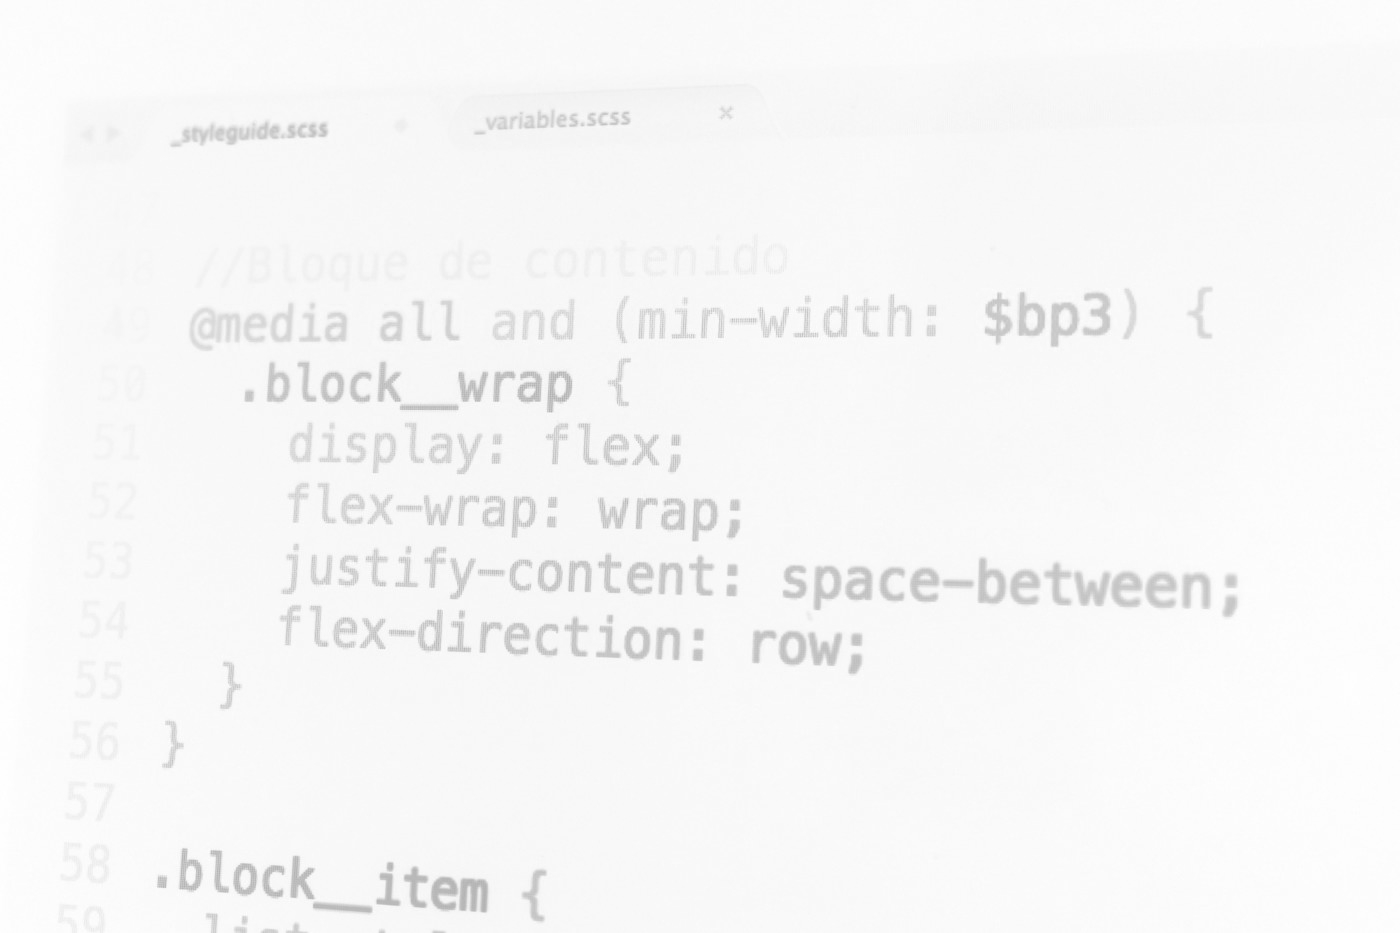 _styleguide.scss _variables.scss ×
48 //Bloque de contenido
49 @media all and (min-width: $bp3) {
50 .block__wrap {
51 display: flex;
52 flex-wrap: wrap;
53 justify-content: space-between;
54 flex-direction: row;
55 }
56 }
57
58 .block__item {
59